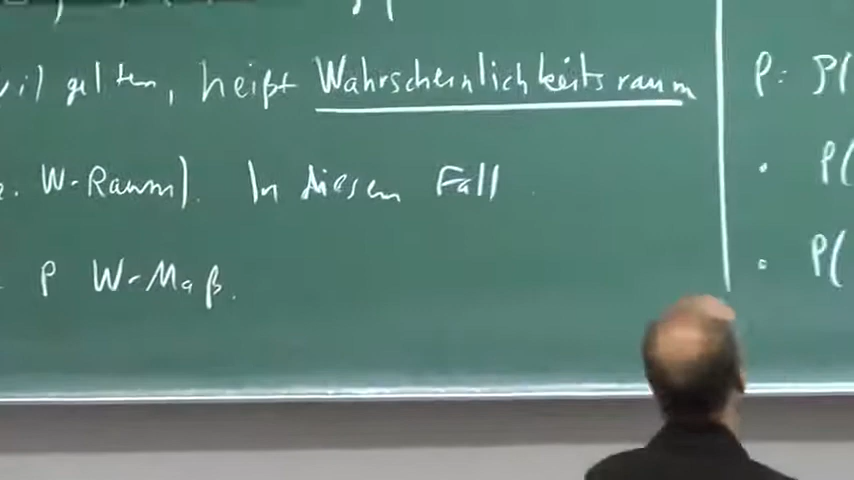 gelten, heißt Wahrscheinlichkeitsraum
W-Raum). In diesem Fall
P W-Maß.
P:
P(
P(